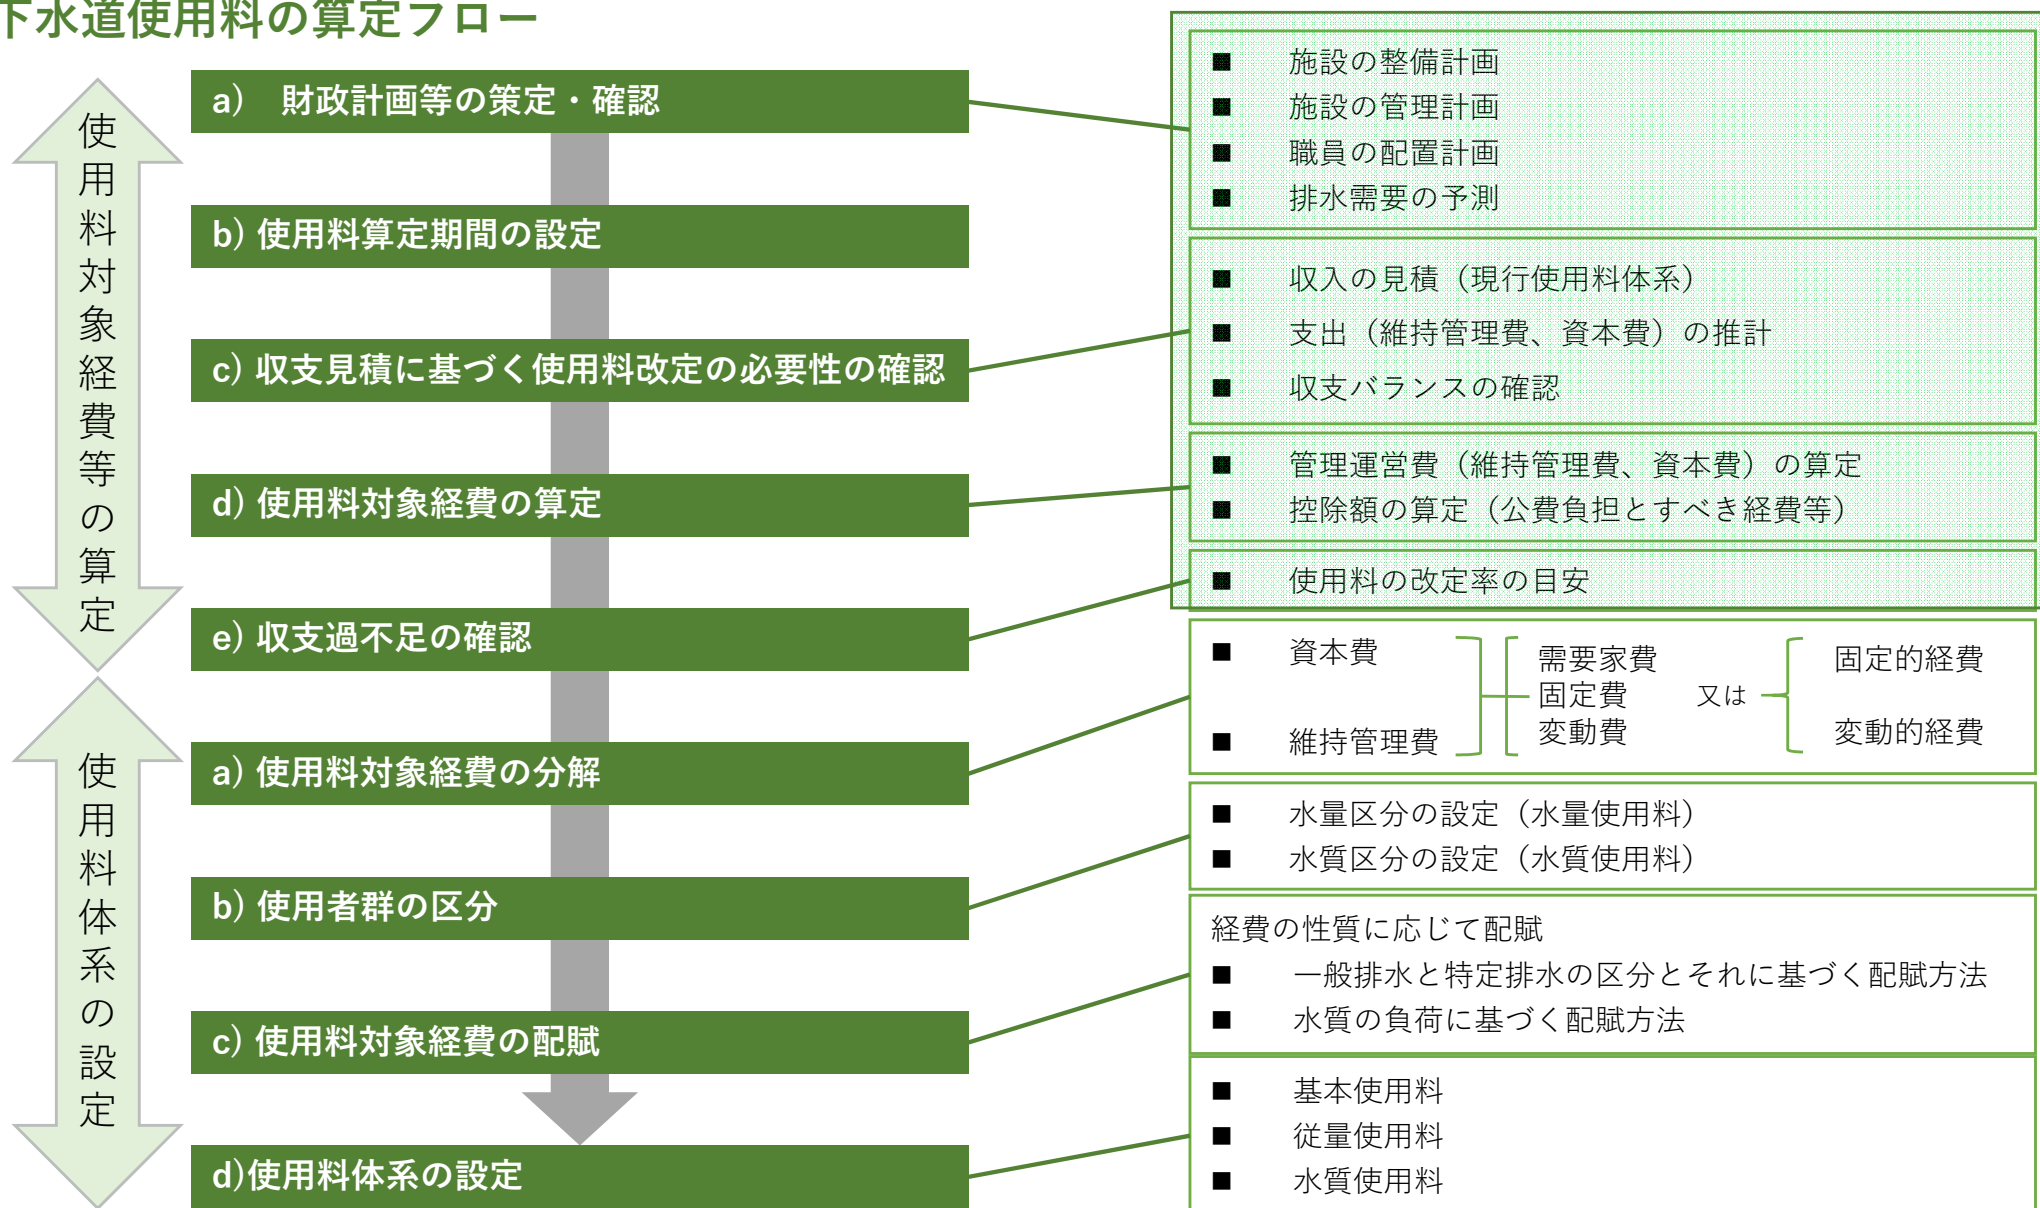 下水道使用料の算定フロー
使用料対象経費等の算定
a) 財政計画等の策定・確認
■ 施設の整備計画
■ 施設の管理計画
■ 職員の配置計画
■ 排水需要の予測
b) 使用料算定期間の設定
c) 収支見積に基づく使用料改定の必要性の確認
■ 収入の見積（現行使用料体系）
■ 支出（維持管理費、資本費）の推計
■ 収支バランスの確認
d) 使用料対象経費の算定
■ 管理運営費（維持管理費、資本費）の算定
■ 控除額の算定（公費負担とすべき経費等）
e) 収支過不足の確認
■ 使用料の改定率の目安
使用料体系の設定
a) 使用料対象経費の分解
■ 資本費
■ 維持管理費
需要家費
固定費
変動費
又は
固定的経費
変動的経費
b) 使用者群の区分
■ 水量区分の設定（水量使用料）
■ 水質区分の設定（水質使用料）
c) 使用料対象経費の配賦
経費の性質に応じて配賦
■ 一般排水と特定排水の区分とそれに基づく配賦方法
■ 水質の負荷に基づく配賦方法
d)使用料体系の設定
■ 基本使用料
■ 従量使用料
■ 水質使用料